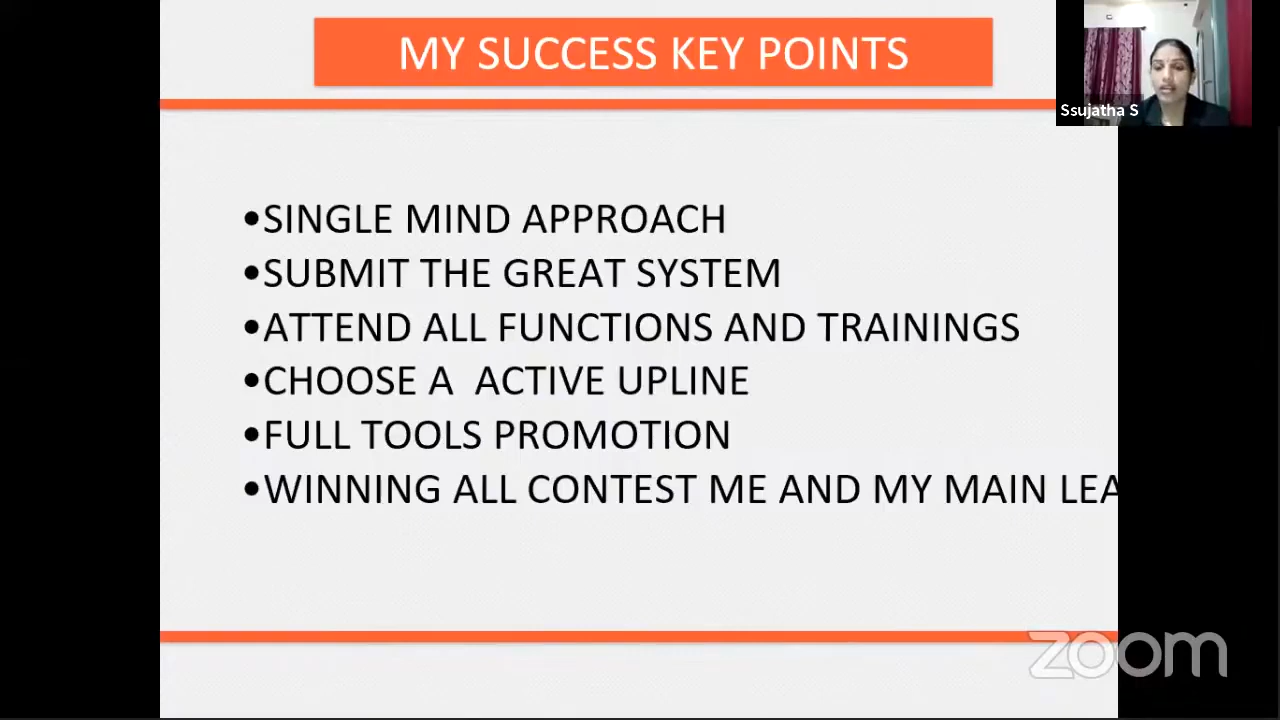 MY SUCCESS KEY POINTS
Ssujatha S
•SINGLE MIND APPROACH
•SUBMIT THE GREAT SYSTEM
•ATTEND ALL FUNCTIONS AND TRAININGS
•CHOOSE A  ACTIVE UPLINE
•FULL TOOLS PROMOTION
•WINNING ALL CONTEST ME AND MY MAIN LEA
zoom